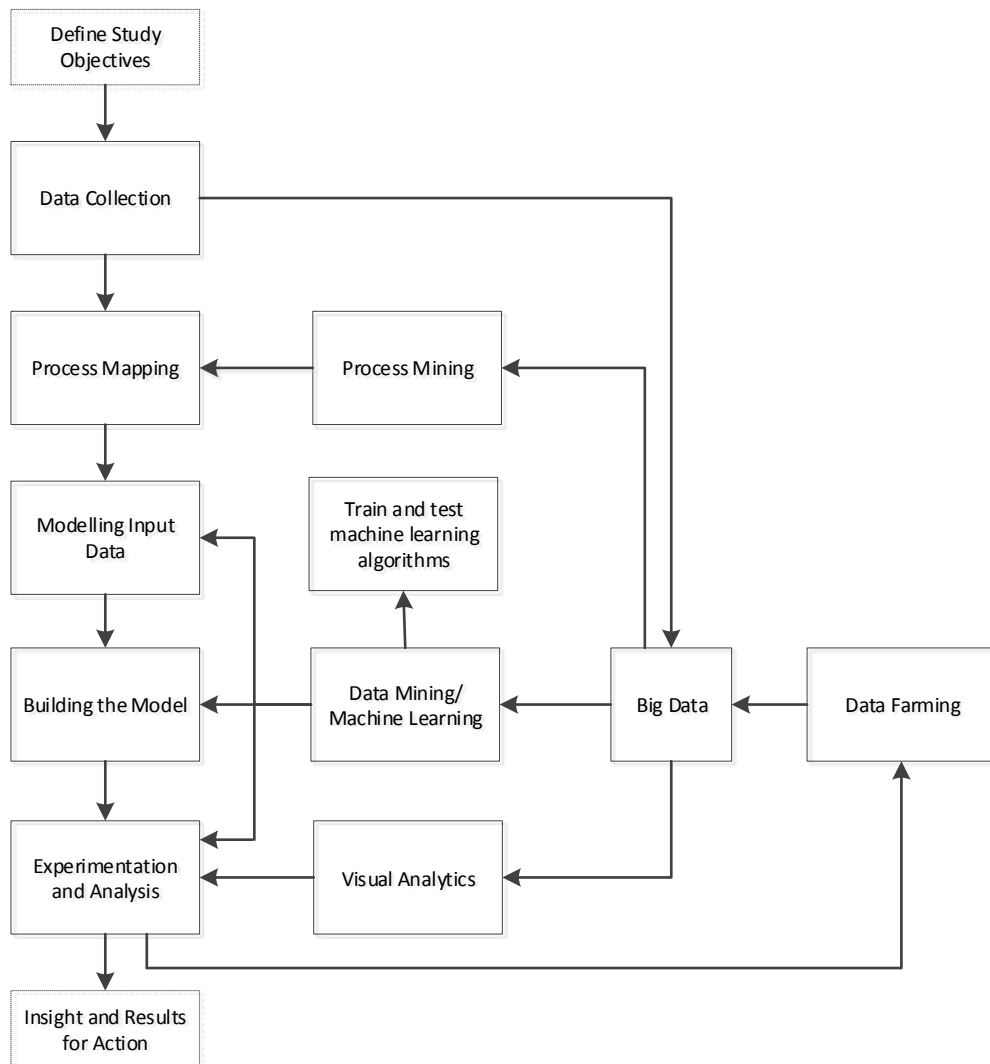 Define Study
Objectives
Data Collection
Process Mapping
Process Mining
Modelling Input
Data
Train and test
machine learning
algorithms
Building the Model
Data Mining/
Machine Learning
Big Data
Data Farming
Experimentation
and Analysis
Visual Analytics
Insight and Results
for Action